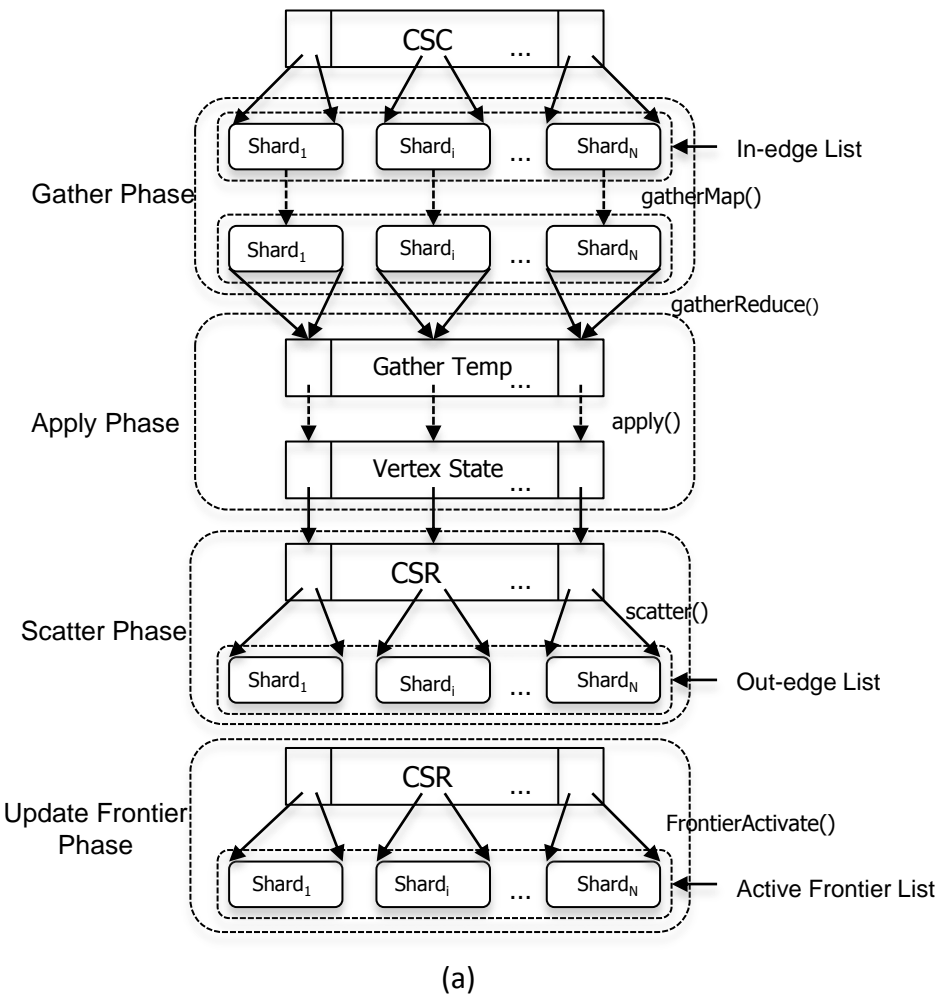 CSC ...
Shard1 Shardi ... ShardN
In-edge List
Gather Phase
gatherMap()
Shard1 Shardi ... ShardN
gatherReduce()
Gather Temp ...
Apply Phase
apply()
Vertex State ...
CSR ...
scatter()
Scatter Phase
Shard1 Shardi ... ShardN
Out-edge List
CSR ...
Update Frontier
Phase
FrontierActivate()
Shard1 Shardi ... ShardN
Active Frontier List
(a)